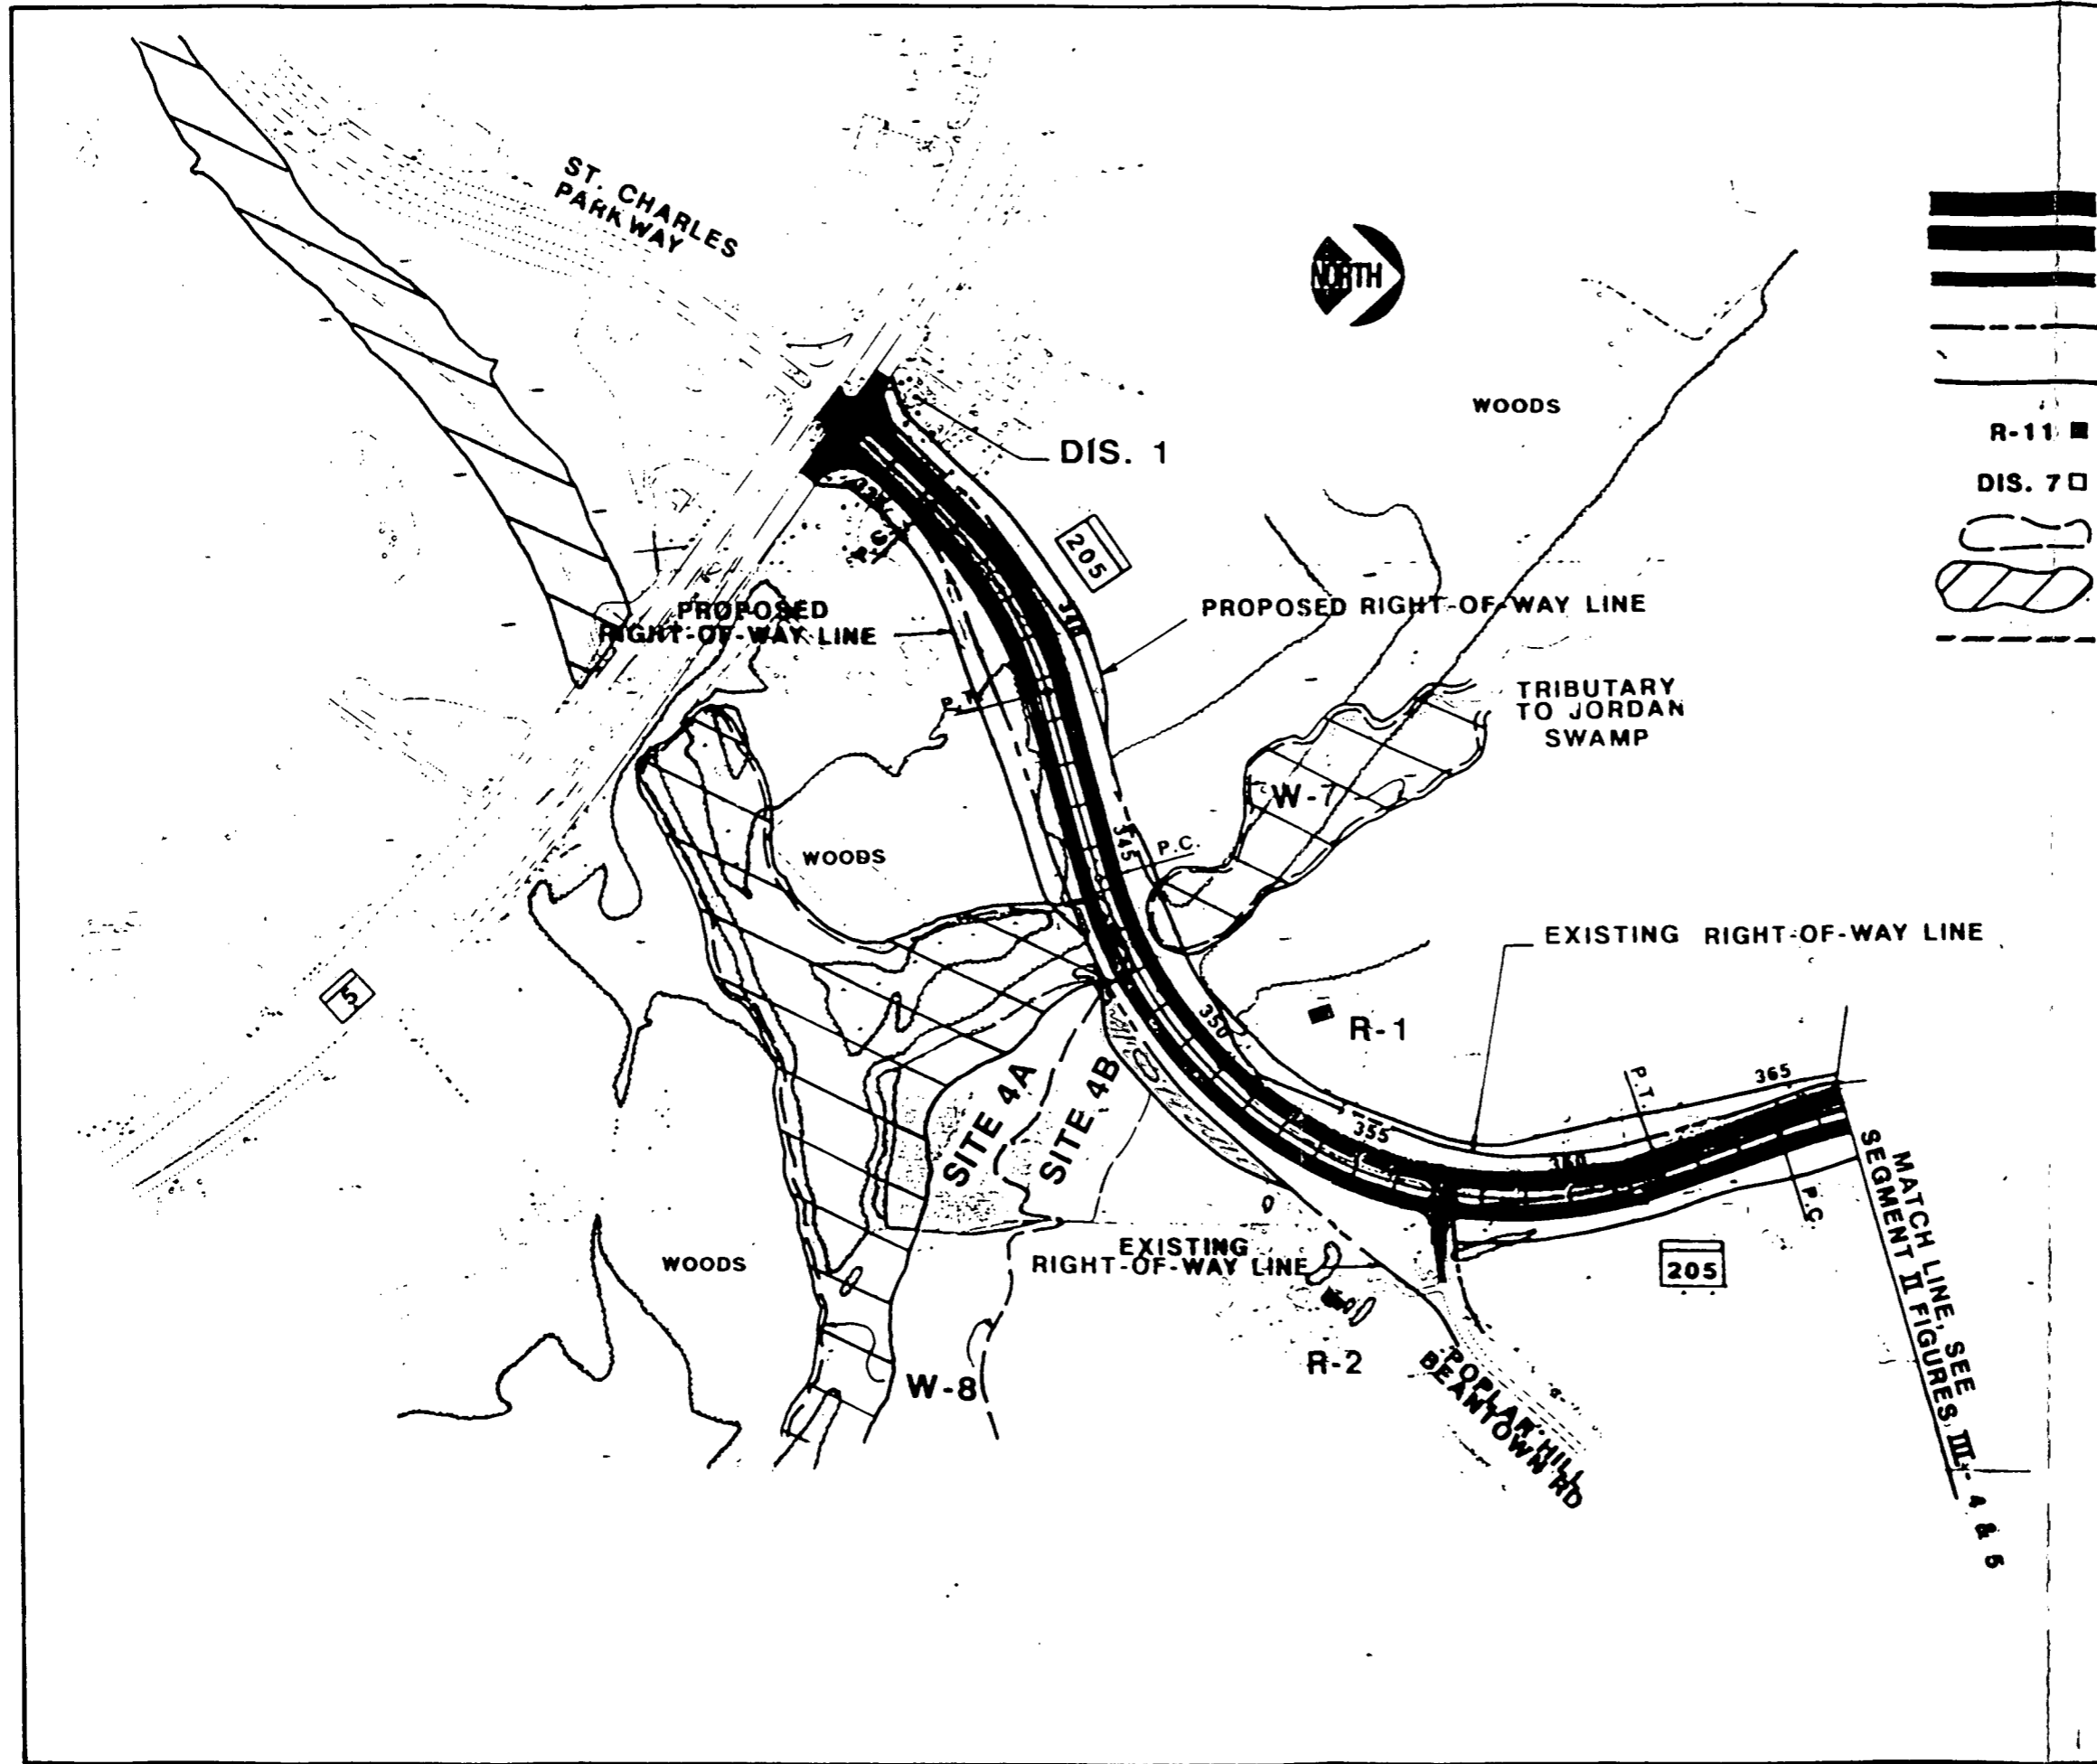 ST. CHARLES
PARKWAY
NORTH
WOODS
R-11
DIS. 7
DIS. 1
205
340
PROPOSED
RIGHT-OF-WAY LINE
PROPOSED RIGHT-OF-WAY LINE
P.T.
TRIBUTARY
TO JORDAN
SWAMP
W-7
345
P.C.
WOODS
EXISTING RIGHT-OF-WAY LINE
5
350
R-1
SITE 4A
SITE 4B
P.T.
365
355
360
P.C.
MATCH LINE, SEE
SEGMENT II FIGURES III-4 & 5
EXISTING
RIGHT-OF-WAY LINE
205
WOODS
R-2
W-8
POPLAR HILL
BEANTOWN RD